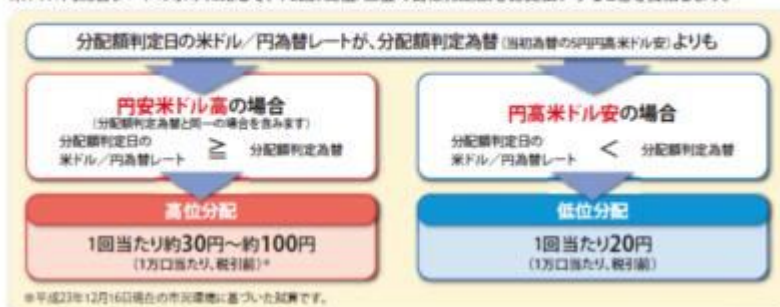 分配額判定日の米ドル／円為替レートが、分配額判定為替(当初為替の5円円高米ドル安)よりも
円安米ドル高の場合
(分配額判定為替と同一の場合を含みます)
分配額判定日の
米ドル／円為替レート ≧ 分配額判定為替
高位分配
1回当たり約30円〜約100円
(1万口当たり、税引前)*
円高米ドル安の場合
分配額判定日の
米ドル／円為替レート < 分配額判定為替
低位分配
1回当たり20円
(1万口当たり、税引前)
※平成23年12月16日現在の市況環境に基づいた試算です。